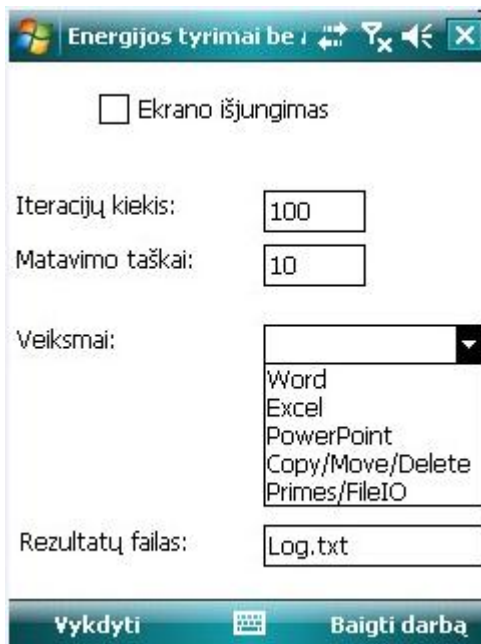 Energijos tyrimai be
Ekrano išjungimas
Iteracijų kiekis: 100
Matavimo taškai: 10
Veiksmai:
Word
Excel
PowerPoint
Copy/Move/Delete
Primes/FileIO
Rezultatų failas: Log.txt
Vykdyti Baigti darbą